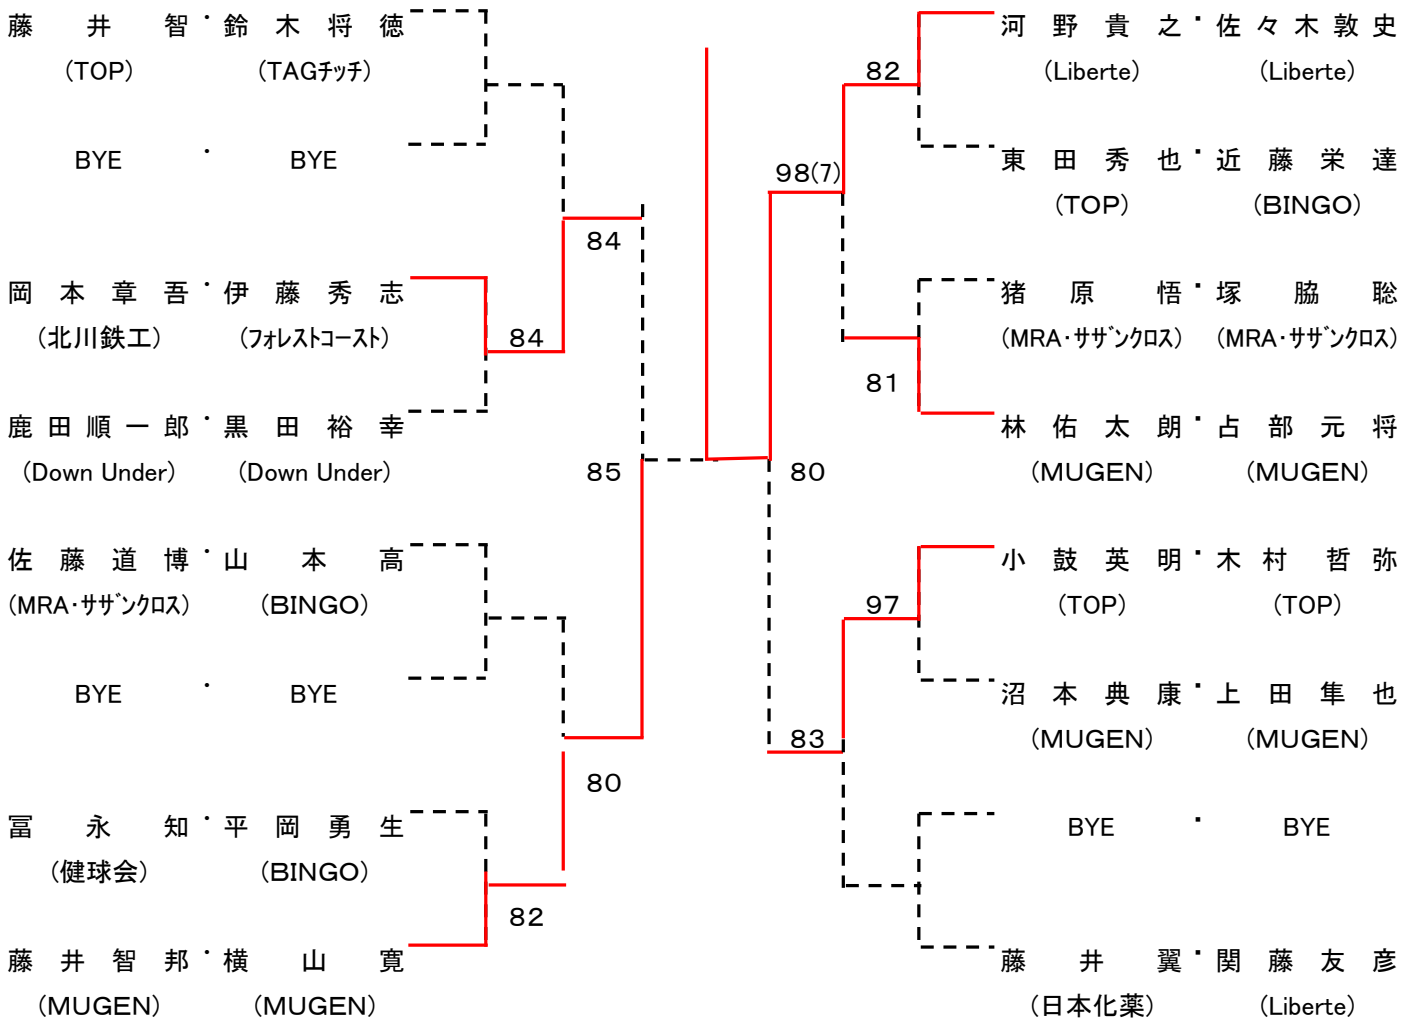 藤井智・鈴木将徳
(TOP) (TAGチッチ)
BYE・BYE
84
岡本章吾・伊藤秀志
(北川鉄工) (フォレストコースト)
84
鹿田順一郎・黒田裕幸
(Down Under) (Down Under)
85
佐藤道博・山本高
(MRA・サザンクロス) (BINGO)
BYE・BYE
80
冨永知・平岡勇生
(健球会) (BINGO)
82
藤井智邦・横山寛
(MUGEN) (MUGEN)
河野貴之・佐々木敦史
82
(Liberte) (Liberte)
東田秀也・近藤栄達
98(7)
(TOP) (BINGO)
猪原悟・塚脇聡
(MRA・サザンクロス) (MRA・サザンクロス)
81
林佑太朗・占部元将
(MUGEN) (MUGEN)
80
小鼓英明・木村哲弥
(TOP) (TOP)
97
沼本典康・上田隼也
(MUGEN) (MUGEN)
83
BYE・BYE
藤井翼・関藤友彦
(日本化薬) (Liberte)